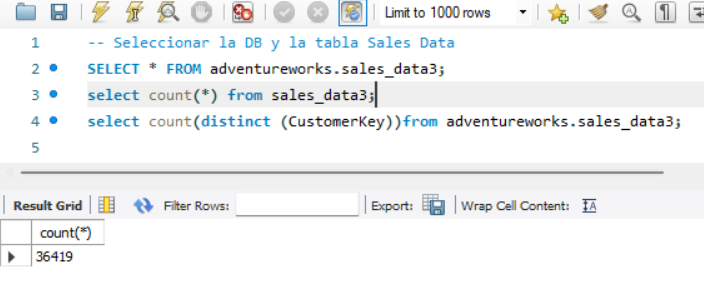 Limit to 1000 rows
1 -- Seleccionar la DB y la tabla Sales Data
2 SELECT * FROM adventureworks.sales_data3;
3 select count(*) from sales_data3;
4 select count(distinct (CustomerKey))from adventureworks.sales_data3;
5
Result Grid Filter Rows: Export: Wrap Cell Content: IA
count(*)
36419